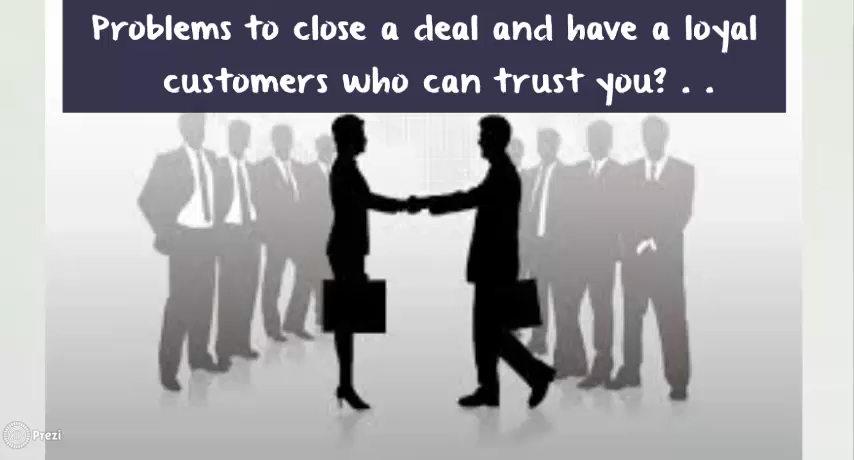 Problems to close a deal and have a loyal
customers who can trust you? . .
Prezi